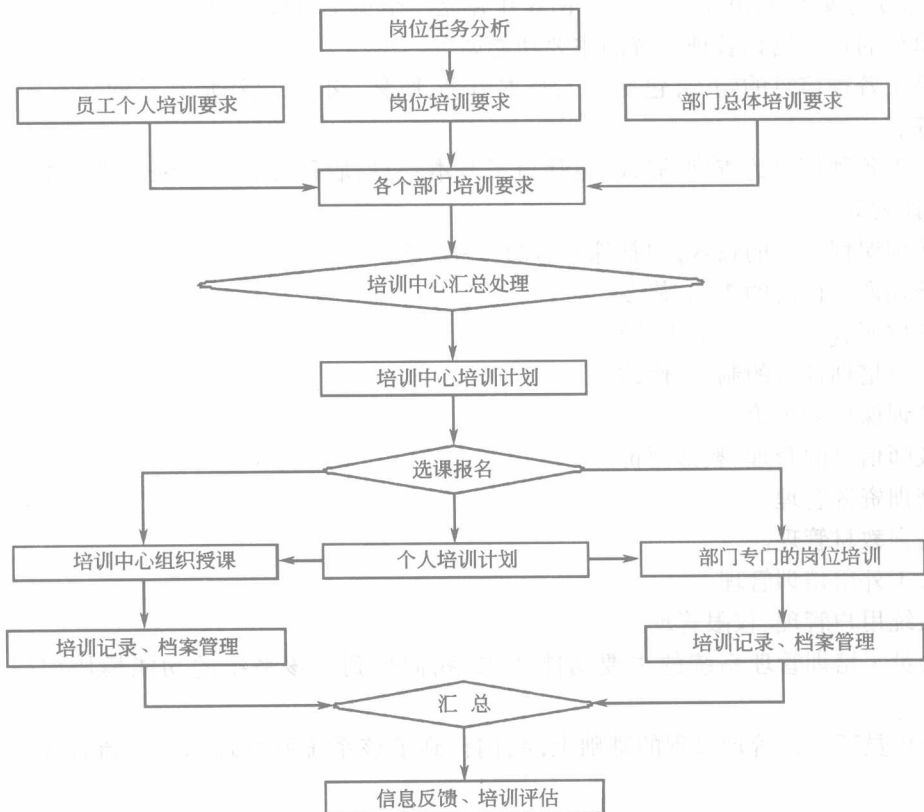 岗位任务分析
员工个人培训要求
岗位培训要求
部门总体培训要求
各个部门培训要求
培训中心汇总处理
培训中心培训计划
选课报名
培训中心组织授课
个人培训计划
部门专门的岗位培训
培训记录、档案管理
培训记录、档案管理
汇 总
信息反馈、培训评估